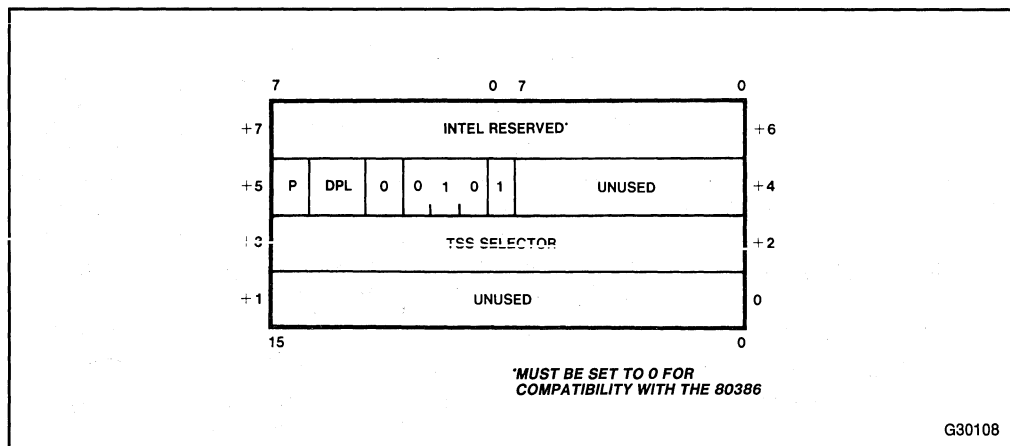 7 0 7 0
+7 INTEL RESERVED* +6
+5 P DPL 0 0 1 0 1 UNUSED +4
+3 TSS SELECTOR +2
+1 UNUSED 0
15 0
*MUST BE SET TO 0 FOR
COMPATIBILITY WITH THE 80386
G30108